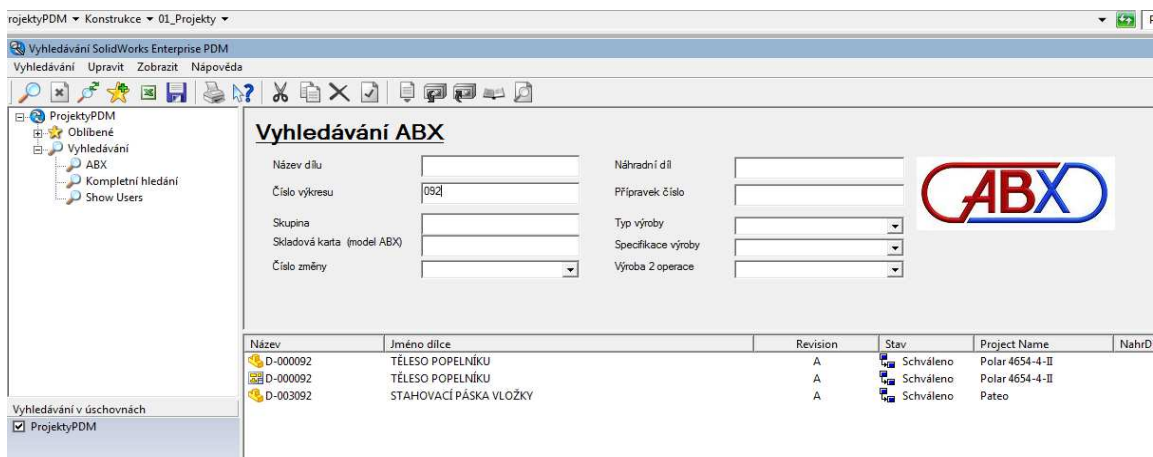 rojektyPDM ▾ Konstrukce ▾ 01_Projekty ▾
Vyhledávání SolidWorks Enterprise PDM
Vyhledávání Upravit Zobrazit Nápověda
ProjektyPDM
Oblíbené
Vyhledávání
ABX
Kompletní hledání
Show Users
Vyhledávání v úschovnách
ProjektyPDM
Vyhledávání ABX
Název dílu Náhradní díl
Číslo výkresu 092 Přípravek číslo
Skupina Typ výroby
Skladová karta (model ABX) Specifikace výroby
Číslo změny Výroba 2 operace
ABX
Název Jméno dílce Revision Stav Project Name NahrD
D-000092 TĚLESO POPELNÍKU A Schváleno Polar 4654-4-II
D-000092 TĚLESO POPELNÍKU A Schváleno Polar 4654-4-II
D-003092 STAHOVACÍ PÁSKA VLOŽKY A Schváleno Pateo